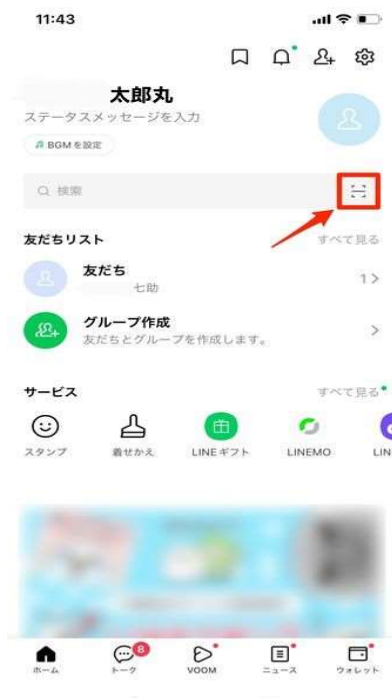 11:43
太郎丸
ステータスメッセージを入力
BGMを設定
検索
友だちリスト
すべて見る
友だち
七助
1
グループ作成
友だちとグループを作成します。
サービス
すべて見る
スタンプ
着せかえ
LINEギフト
LINEMO
LIN
8
ホーム
トーク
VOOM
ニュース
ウォレット